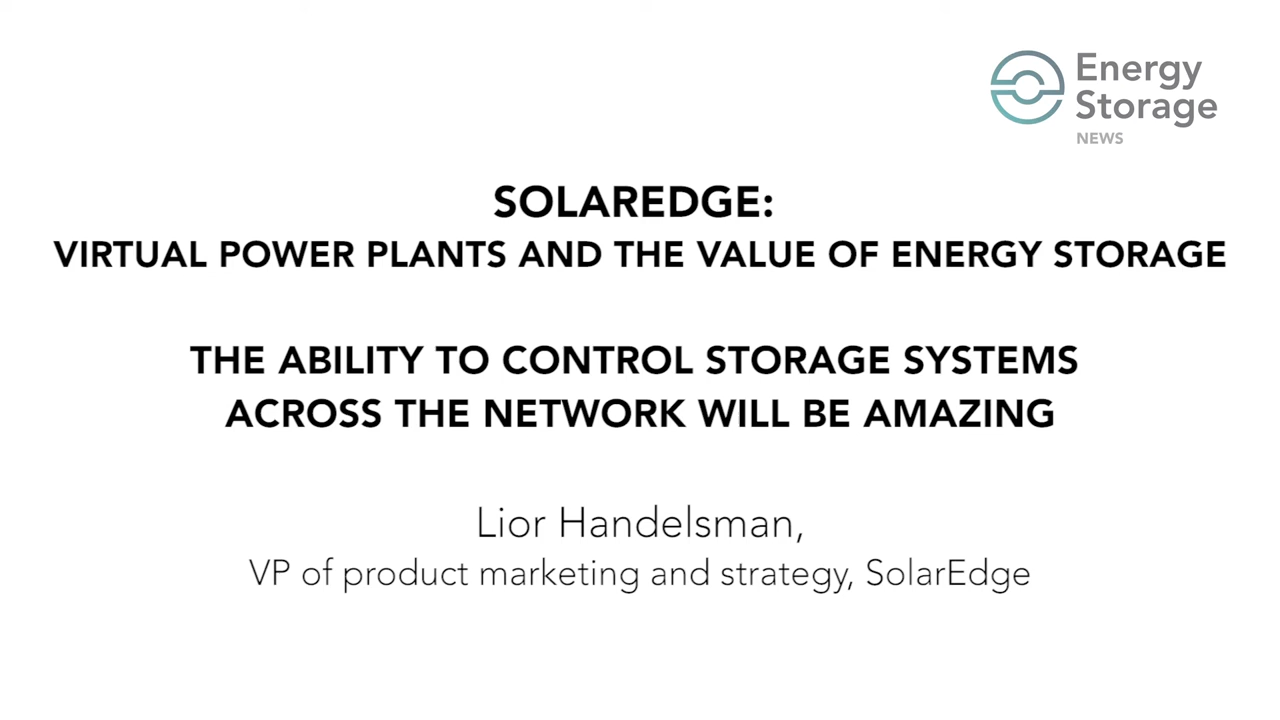 Energy
Storage
NEWS
SOLAREDGE:
VIRTUAL POWER PLANTS AND THE VALUE OF ENERGY STORAGE
THE ABILITY TO CONTROL STORAGE SYSTEMS
ACROSS THE NETWORK WILL BE AMAZING
Lior Handelsman,
VP of product marketing and strategy, SolarEdge